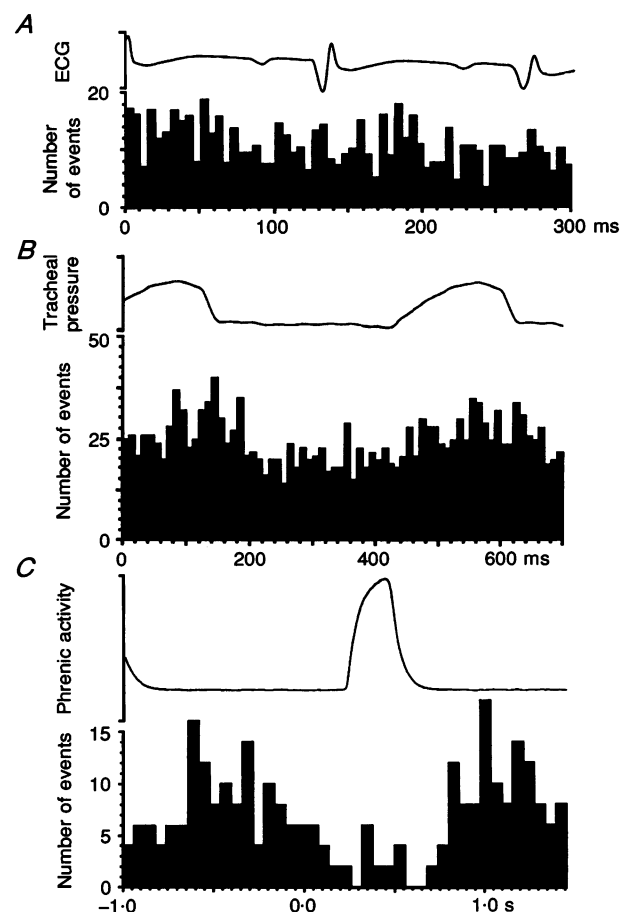 A
ECG
20
Number
of events
10
0
0
100
200
300 ms
B
Tracheal
pressure
50
Number of events
25
0
0
200
400
600 ms
C
Phrenic activity
15
Number of events
10
5
0
-1·0
0·0
1·0 s